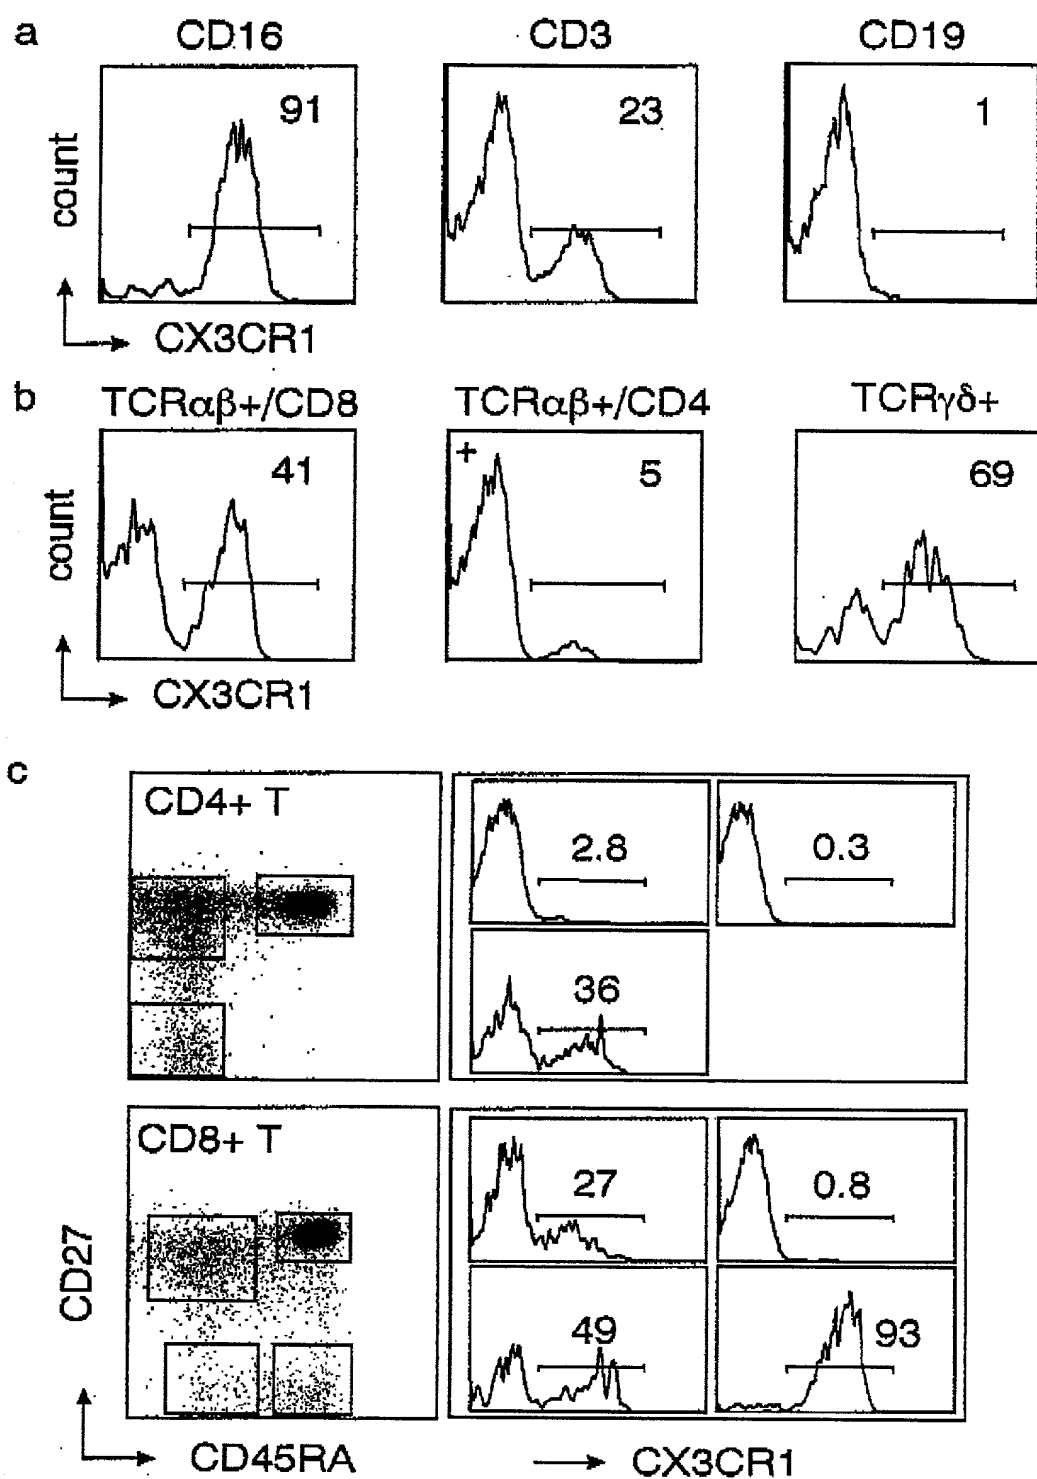 a
CD16 CD3 CD19
91 23 1
count
CX3CR1
b
TCRαβ+/CD8 TCRαβ+/CD4 TCRγδ+
+
41 5 69
count
CX3CR1
c
CD4+ T
2.8 0.3
36
CD8+ T
27 0.8
49 93
CD27
CD45RA CX3CR1